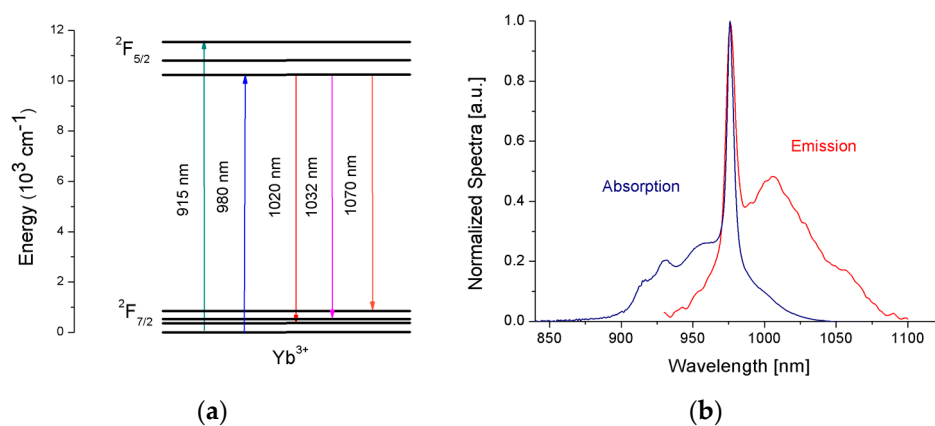 12
10
8
6
4
2
0
Energy (10³ cm⁻¹)
²F₅/₂
915 nm
980 nm
1020 nm
1032 nm
1070 nm
²F₇/₂
Yb³⁺
(a)
1.0
0.8
0.6
0.4
0.2
0.0
Normalized Spectra [a.u.]
Absorption
Emission
850 900 950 1000 1050 1100
Wavelength [nm]
(b)